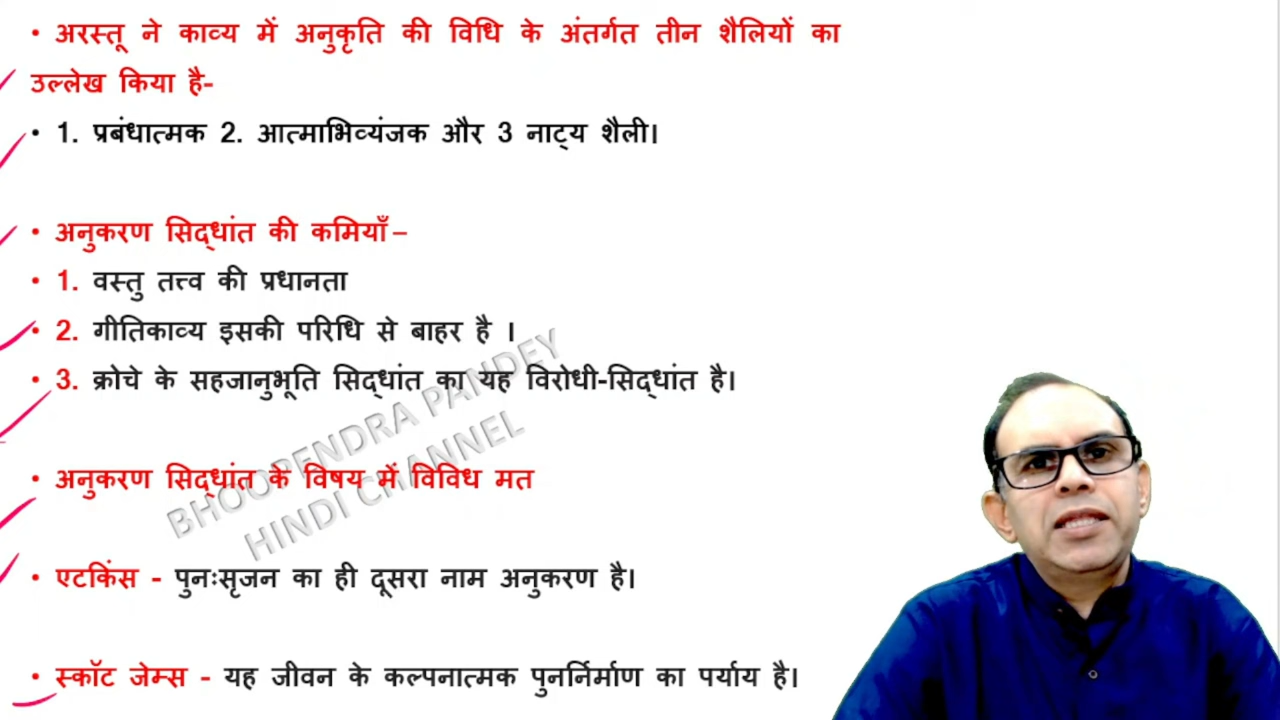 • अरस्तू ने काव्य में अनुकृति की विधि के अंतर्गत तीन शैलियों का
उल्लेख किया है-
• 1. प्रबंधात्मक 2. आत्माभिव्यंजक और 3 नाट्य शैली।
• अनुकरण सिद्धांत की कमियाँ –
• 1. वस्तु तत्त्व की प्रधानता
• 2. गीतिकाव्य इसकी परिधि से बाहर है ।
• 3. क्रोचे के सहजानुभूति सिद्धांत का यह विरोधी-सिद्धांत है।
• अनुकरण सिद्धांत के विषय में विविध मत
• एटकिंस - पुनःसृजन का ही दूसरा नाम अनुकरण है।
• स्कॉट जेम्स - यह जीवन के कल्पनात्मक पुनर्निर्माण का पर्याय है।
BHOOPENDRA PANDEY
HINDI CHANNEL